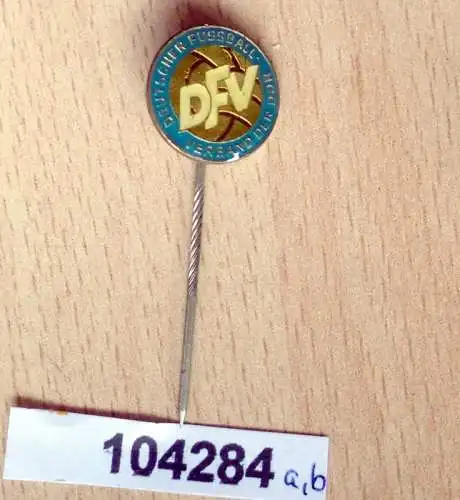 DEUTSCHER FUSSBALL-
VERBAND DER DDR
DFV
104284 a,b